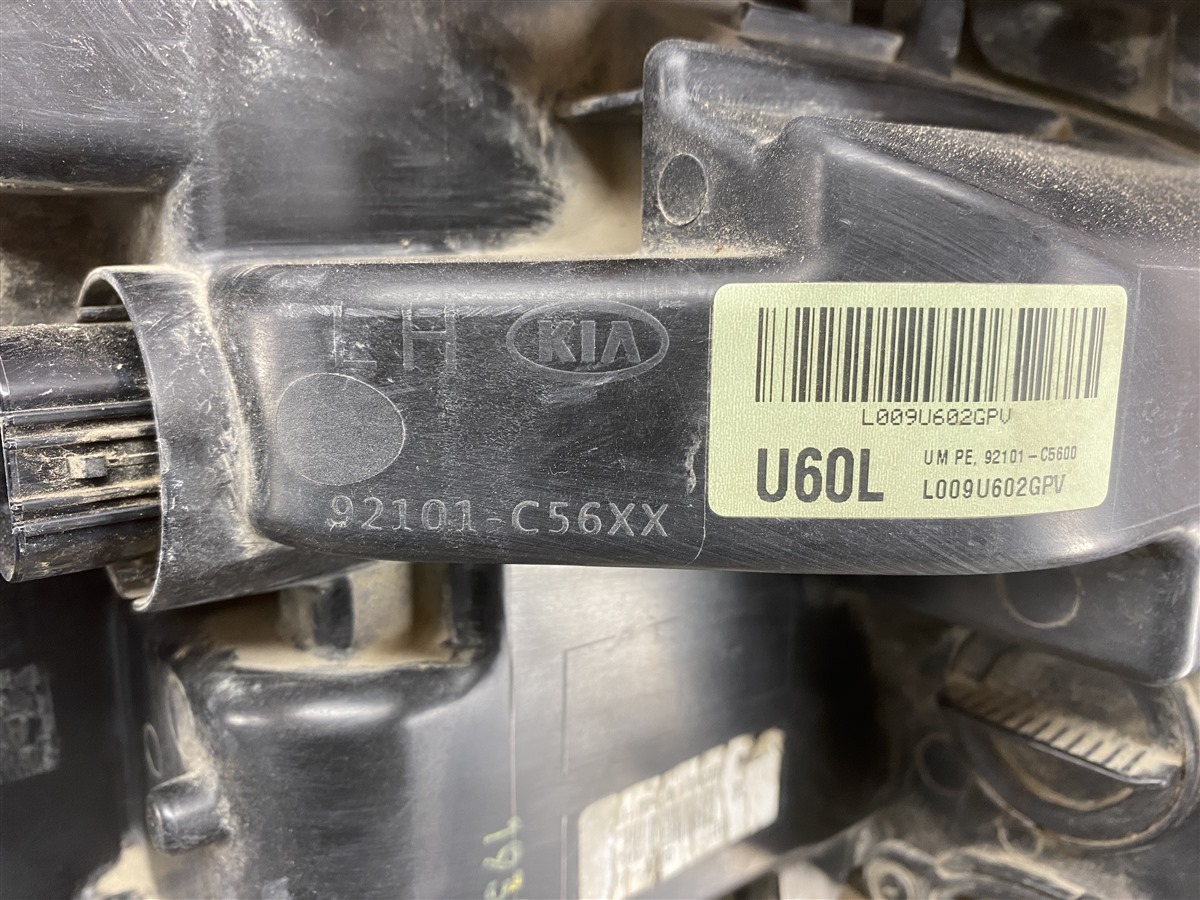 LH KIA
92101-C56XX
L009U602GPV
U60L
UM PE, 92101-C5600
L009U602GPV